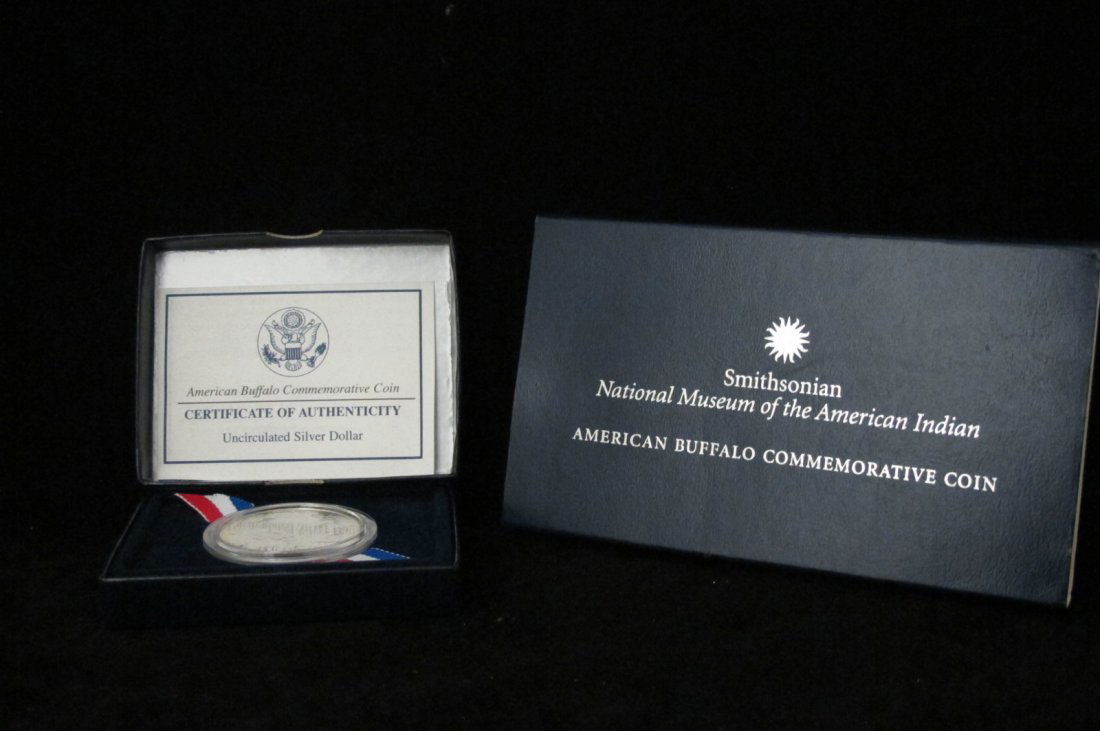 American Buffalo Commemorative Coin
CERTIFICATE OF AUTHENTICITY
Uncirculated Silver Dollar
Smithsonian
National Museum of the American Indian
AMERICAN BUFFALO COMMEMORATIVE COIN